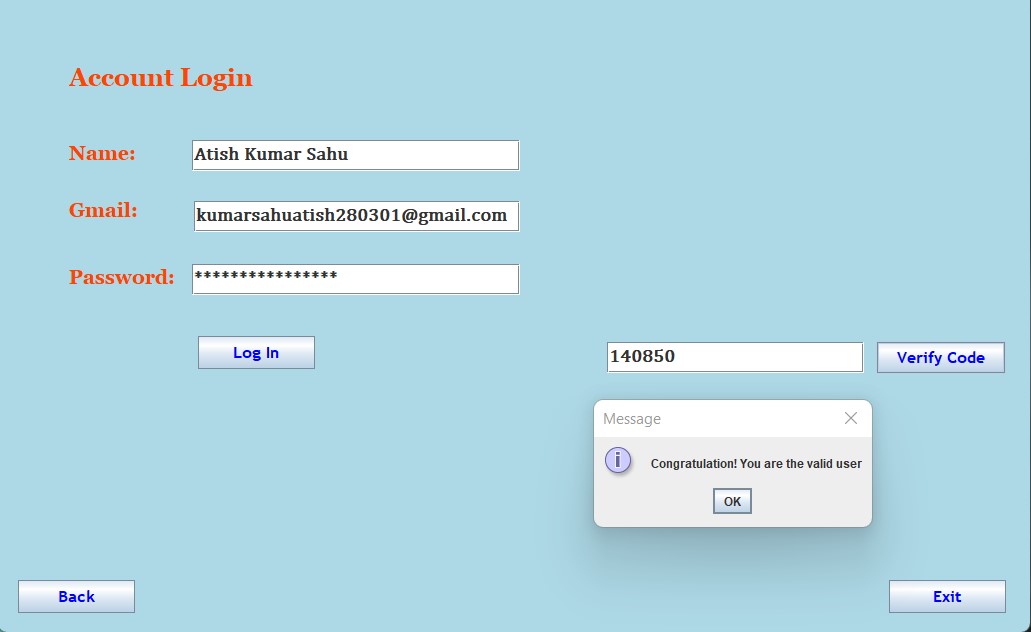 Account Login
Name: Atish Kumar Sahu
Gmail: kumarsahuatish280301@gmail.com
Password: ****************
Log In
140850 Verify Code
Message
i Congratulation! You are the valid user
OK
Back Exit